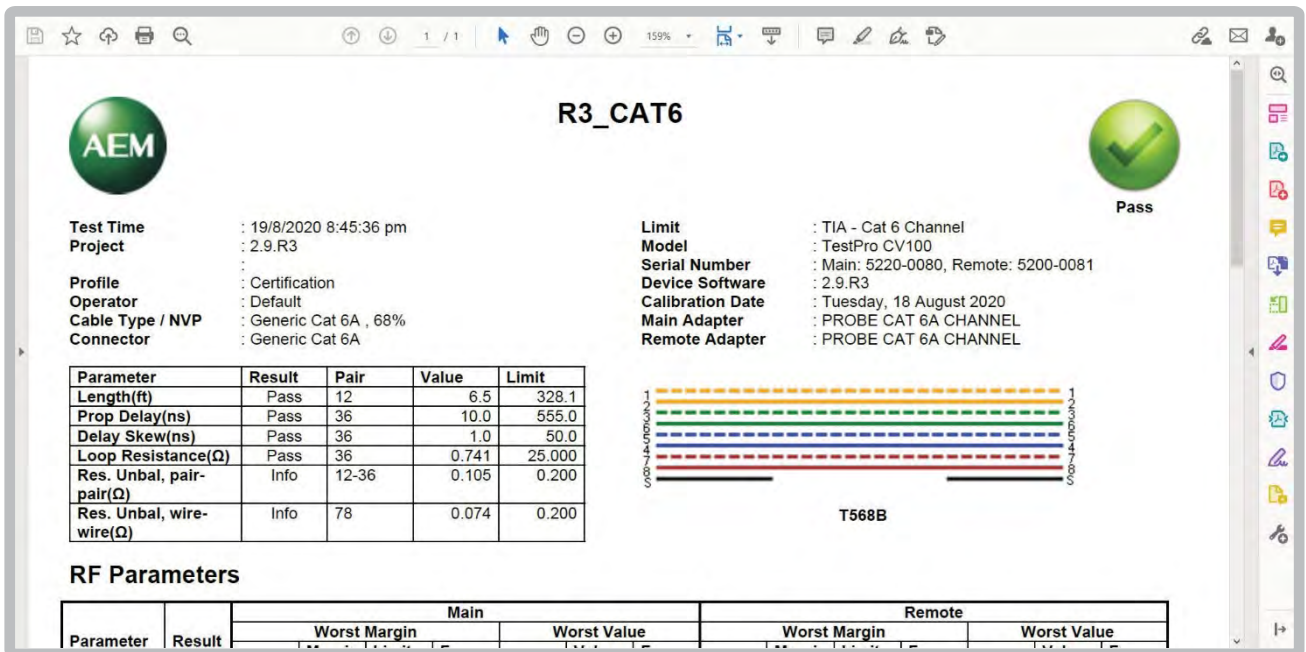 1 / 1
159%
R3_CAT6
AEM
Pass
Test Time : 19/8/2020 8:45:36 pm
Project : 2.9.R3
:
Profile : Certification
Operator : Default
Cable Type / NVP : Generic Cat 6A , 68%
Connector : Generic Cat 6A
Limit : TIA - Cat 6 Channel
Model : TestPro CV100
Serial Number : Main: 5220-0080, Remote: 5200-0081
Device Software : 2.9.R3
Calibration Date : Tuesday, 18 August 2020
Main Adapter : PROBE CAT 6A CHANNEL
Remote Adapter : PROBE CAT 6A CHANNEL
Parameter Result Pair Value Limit
Length(ft) Pass 12 6.5 328.1
Prop Delay(ns) Pass 36 10.0 555.0
Delay Skew(ns) Pass 36 1.0 50.0
Loop Resistance(Ω) Pass 36 0.741 25.000
Res. Unbal, pair- Info 12-36 0.105 0.200
pair(Ω)
Res. Unbal, wire- Info 78 0.074 0.200
wire(Ω)
1 1
2 2
3 3
6 6
5 5
4 4
7 7
8 8
S S
T568B
RF Parameters
Main Remote
Parameter Result Worst Margin Worst Value Worst Margin Worst Value